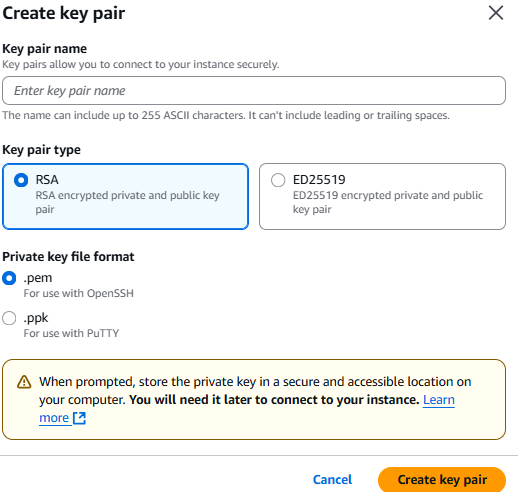 Create key pair
Key pair name
Key pairs allow you to connect to your instance securely.
Enter key pair name
The name can include up to 255 ASCII characters. It can't include leading or trailing spaces.
Key pair type
RSA
RSA encrypted private and public key
pair
ED25519
ED25519 encrypted private and public
key pair
Private key file format
.pem
For use with OpenSSH
.ppk
For use with PuTTY
When prompted, store the private key in a secure and accessible location on
your computer. You will need it later to connect to your instance. Learn
more
Cancel
Create key pair